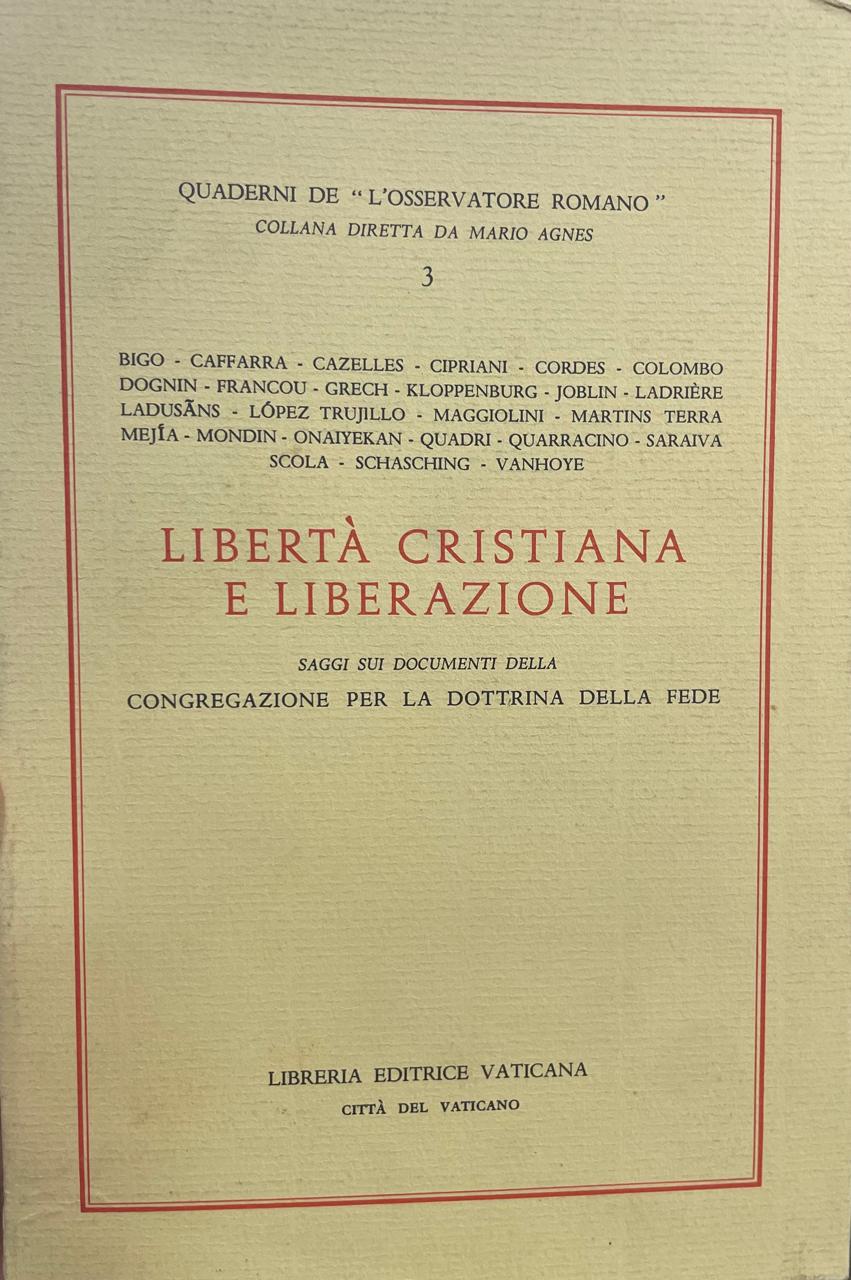 QUADERNI DE “L'OSSERVATORE ROMANO”
COLLANA DIRETTA DA MARIO AGNES
3
BIGO - CAFFARRA - CAZELLES - CIPRIANI - CORDES - COLOMBO
DOGNIN - FRANCOU - GRECH - KLOPPENBURG - JOBLIN - LADRIÈRE
LADUSÃNS - LÓPEZ TRUJILLO - MAGGIOLINI - MARTINS TERRA
MEJÍA - MONDIN - ONAIYEKAN - QUADRI - QUARRACINO - SARAIVA
SCOLA - SCHASCHING - VANHOYE
LIBERTÀ CRISTIANA
E LIBERAZIONE
SAGGI SUI DOCUMENTI DELLA
CONGREGAZIONE PER LA DOTTRINA DELLA FEDE
LIBRERIA EDITRICE VATICANA
CITTÀ DEL VATICANO